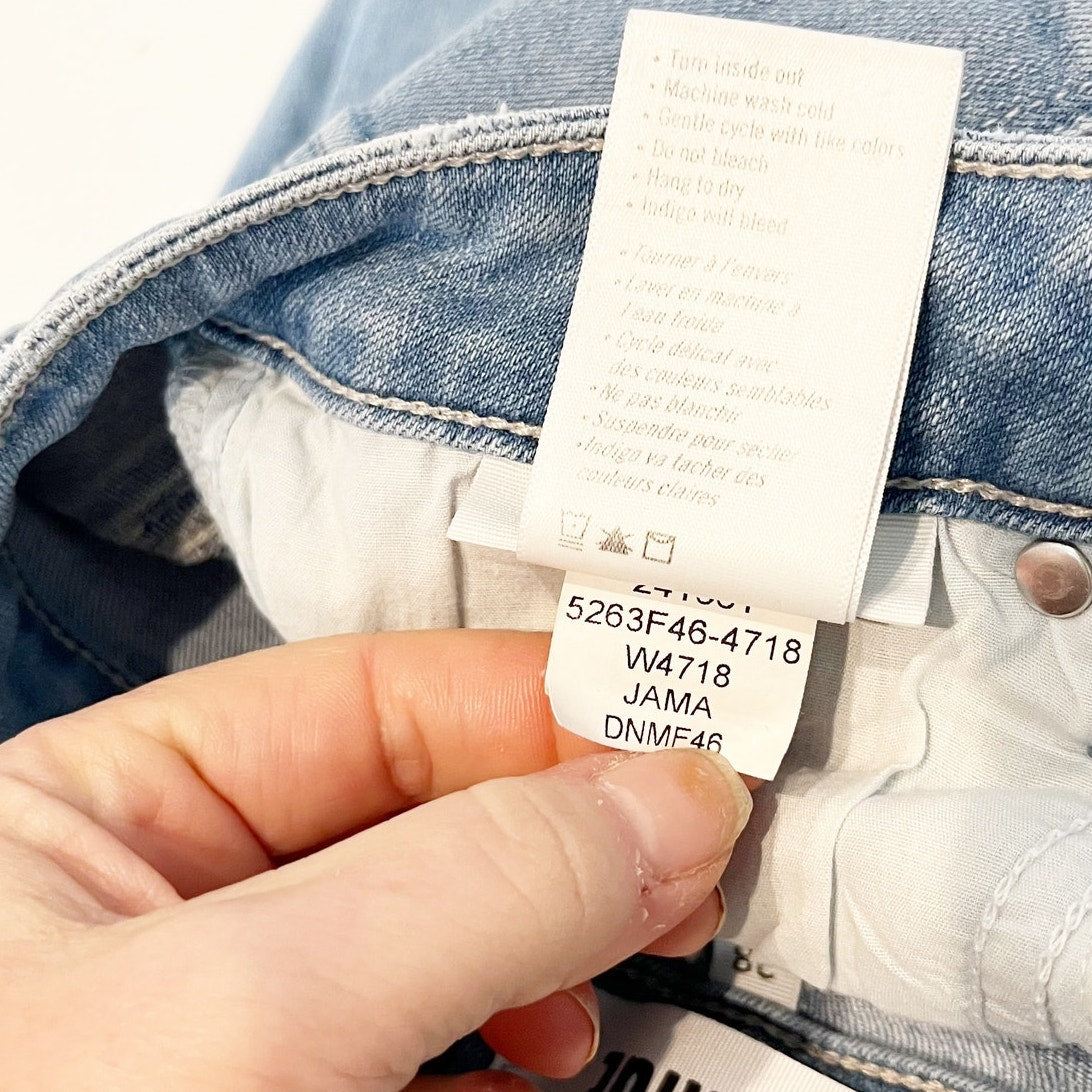 • Turn inside out
• Machine wash cold
• Gentle cycle with like colors
• Do not bleach
• Hang to dry
• Indigo will bleed
• Tourner à l'envers
• Laver en machine à
l'eau froide
• Cycle délicat avec
des couleurs semblables
• Ne pas blanchir
• Suspendre pour sécher
• Indigo va tacher des
couleurs claires
5263F46-4718
W4718
JAMA
DNMF46